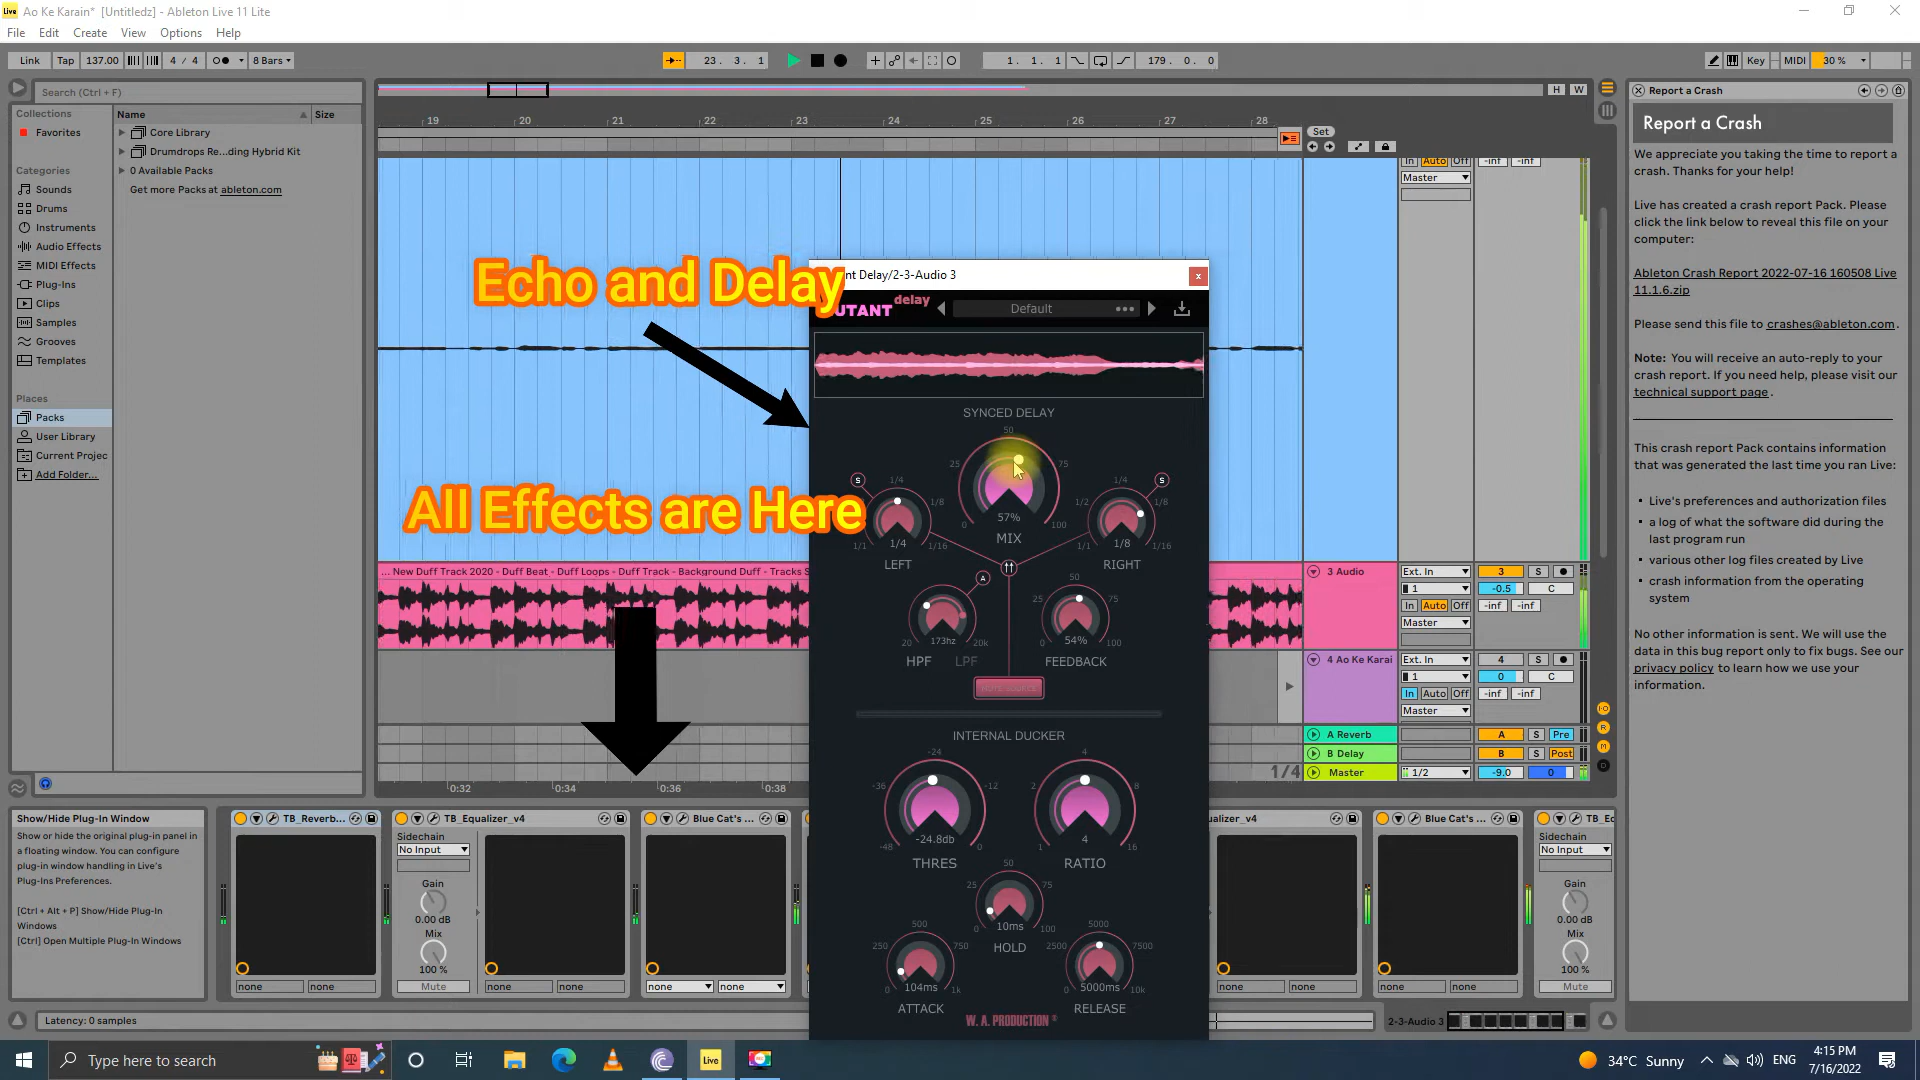 Ao Ke Karain*  [Untitledz] - Ableton Live 11 Lite
File Edit Create View Options Help
Link Tap 137.00 4 / 4 8 Bars 23. 3. 1 1. 1. 1 179. 0. 0 Key MIDI 30 %
Search (Ctrl + F)
Collections
Favorites
Categories
Sounds
Drums
Instruments
Audio Effects
MIDI Effects
Plug-Ins
Clips
Samples
Grooves
Templates
Places
Packs
User Library
Current Projec
Add Folder...
Name Size
Core Library
Drumdrops Re...ding Hybrid Kit
0 Available Packs
Get more Packs at ableton.com
H W
19 20 21 22 23 24 25 26 27 28
Set
Echo and Delay
All Effects are Here
nt Delay/2-3-Audio 3
UTANT delay
Default
SYNCED DELAY
50
25 75
0 100
57%
MIX
S
1/4
1/8
1/1 1/16
1/4
LEFT
S
1/4
1/2 1/8
1/1 1/16
1/8
RIGHT
A
20 173hz 20k
HPF LPF
50
25 75
0 54% 100
FEEDBACK
INTERNAL DUCKER
-24
-36 -12
-48 0
-24.8db
THRES
4
2 8
1 16
4
RATIO
50
25 75
0 10ms 100
HOLD
500
250 750
0 104ms 1k
ATTACK
5000
2500 7500
0 5000ms 10k
RELEASE
W. A. PRODUCTION ®
... New Duff Track 2020 - Duff Beat - Duff Loops - Duff Track - Background Duff - Tracks S
In Auto Off -inf -inf
Master
3 Audio Ext. In 3 S
1 -0.5 C
In Auto Off -inf -inf
Master
4 Ao Ke Karai Ext. In 4 S
1 0 C
In Auto Off -inf -inf
Master
A Reverb A S Pre
B Delay B S Post
1/4 Master 1/2 -9.0 0
0:32 0:34 0:36 0:38
Report a Crash
Report a Crash
We appreciate you taking the time to report a
crash. Thanks for your help!
Live has created a crash report Pack. Please
click the link below to reveal this file on your
computer:
Ableton Crash Report 2022-07-16 160508 Live
11.1.6.zip
Please send this file to crashes@ableton.com.
Note: You will receive an auto-reply to your
crash report. If you need help, please visit our
technical support page.
This crash report Pack contains information
that was generated the last time you ran Live:
• Live's preferences and authorization files
• a log of what the software did during the
last program run
• various other log files created by Live
• crash information from the operating
system
No other information is sent. We will use the
data in this bug report only to fix bugs. See our
privacy policy to learn how we use your
information.
Show/Hide Plug-In Window
Show or hide the original plug-in panel in
a floating window. You can configure
plug-in window handling in Live's
Plug-Ins Preferences.
[Ctrl + Alt + P] Show/Hide Plug-In
Windows
[Ctrl] Open Multiple Plug-In Windows
TB_Reverb...
none none
TB_Equalizer_v4
Sidechain
No Input
Gain
0.00 dB
Mix
100 %
Mute
none none
Blue Cat's ...
none none
ualizer_v4
none none
Blue Cat's ...
none none
TB_Ec
Sidechain
No Input
Gain
0.00 dB
Mix
100 %
Mute
Latency: 0 samples
2-3-Audio 3
Type here to search
Live
34°C Sunny
ENG
4:15 PM
7/16/2022